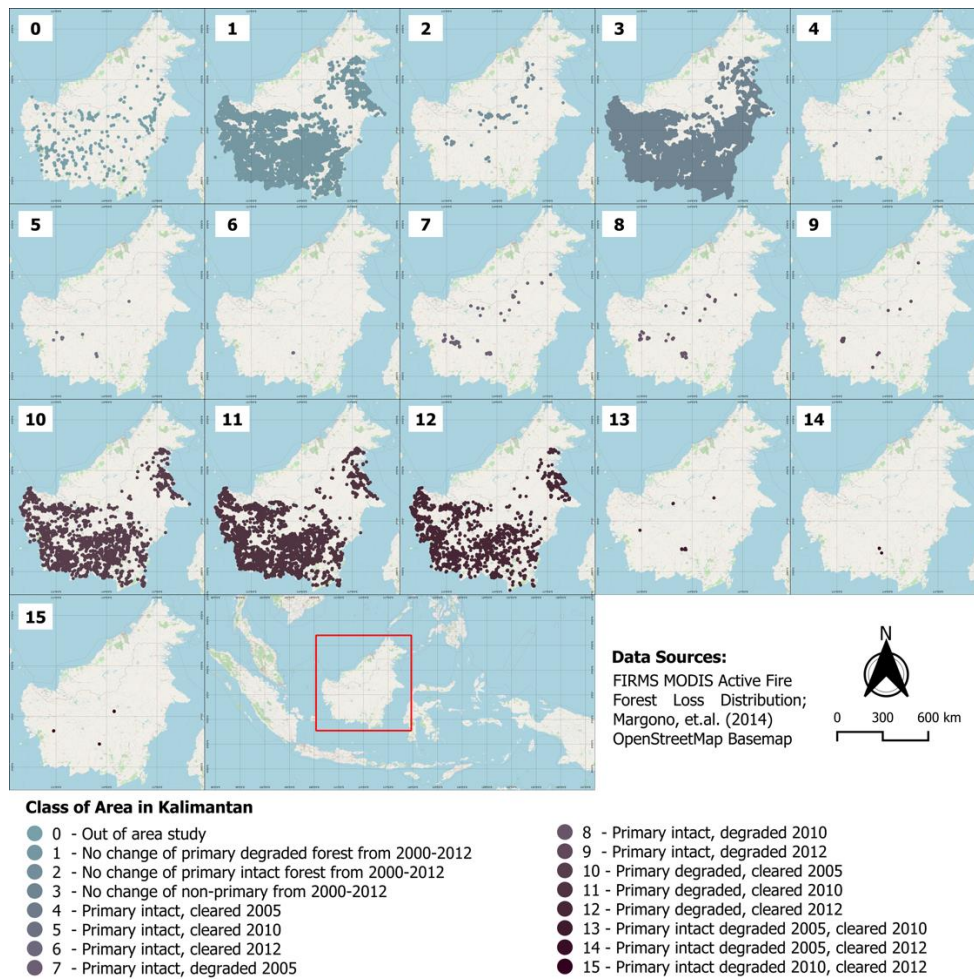 0 1 2 3 4
5 6 7 8 9
10 11 12 13 14
15
Data Sources:
FIRMS MODIS Active Fire
Forest Loss Distribution;
Margono, et.al. (2014)
OpenStreetMap Basemap
N
0 300 600 km
Class of Area in Kalimantan
0 - Out of area study
1 - No change of primary degraded forest from 2000-2012
2 - No change of primary intact forest from 2000-2012
3 - No change of non-primary from 2000-2012
4 - Primary intact, cleared 2005
5 - Primary intact, cleared 2010
6 - Primary intact, cleared 2012
7 - Primary intact, degraded 2005
8 - Primary intact, degraded 2010
9 - Primary intact, degraded 2012
10 - Primary degraded, cleared 2005
11 - Primary degraded, cleared 2010
12 - Primary degraded, cleared 2012
13 - Primary intact degraded 2005, cleared 2010
14 - Primary intact degraded 2005, cleared 2012
15 - Primary intact degraded 2010, cleared 2012